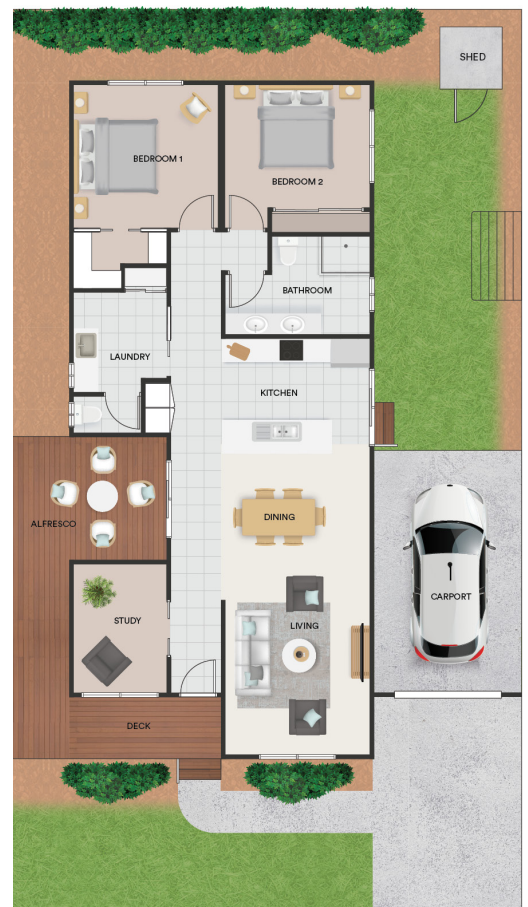 SHED
BEDROOM 1
BEDROOM 2
BATHROOM
LAUNDRY
KITCHEN
ALFRESCO
DINING
CARPORT
STUDY
LIVING
DECK